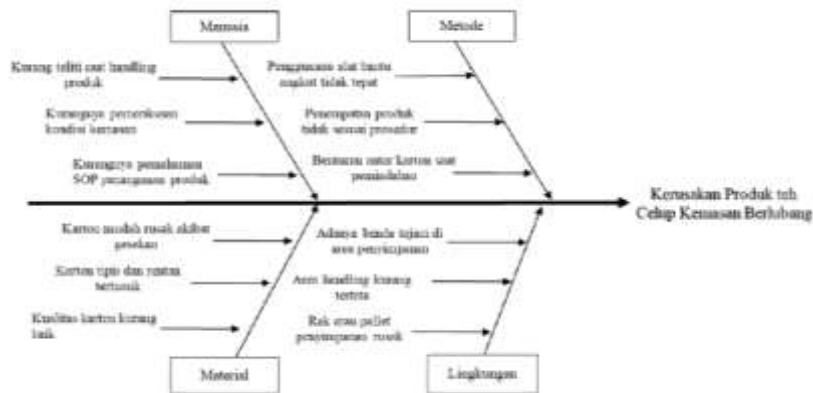 Manusia
Metode
Kurang teliti saat handling
produk
Penggunaan alat bantu
angkat tidak tepat
Kurangnya pemeriksaan
kondisi kemasan
Penempatan produk
tidak sesuai prosedur
Kurangnya pemahaman
SOP penanganan produk
Benturan antar karton saat
pemindahan
Kerusakan Produk teh
Celup Kemasan Berlubang
Karton mudah rusak akibat
gesekan
Adanya benda tajam di
area penyimpanan
Karton tipis dan rentan
tertusuk
Area handling kurang
tertata
Kualitas karton kurang
baik
Rak atau pallet
penyimpanan rusak
Material
Lingkungan